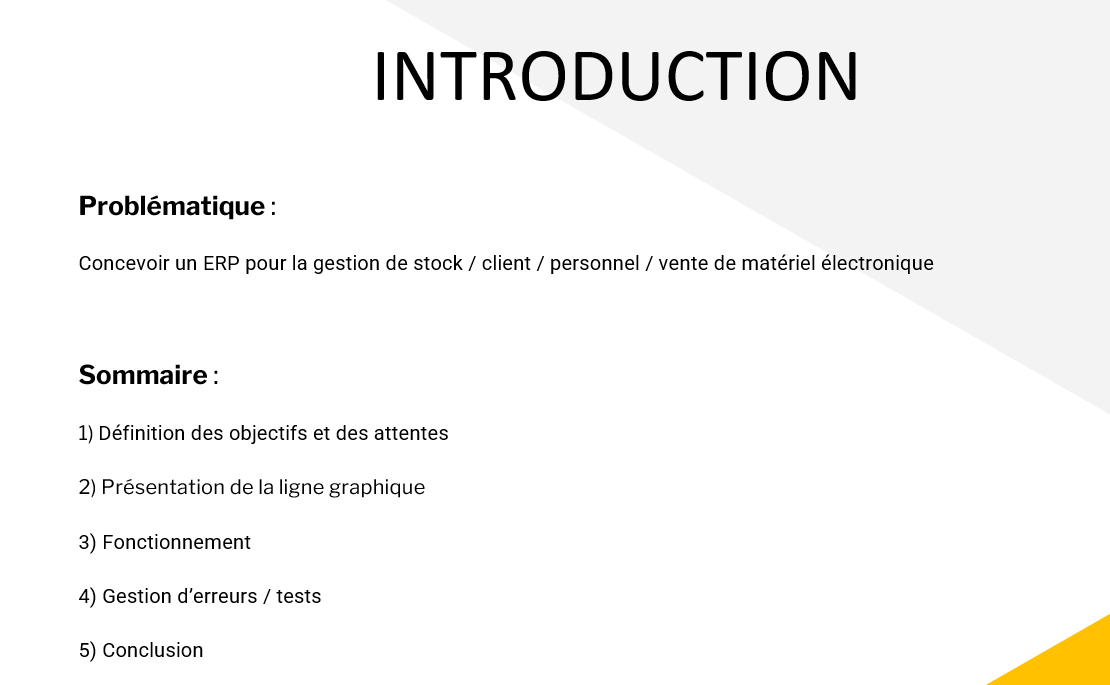 INTRODUCTION
Problématique :
Concevoir un ERP pour la gestion de stock / client / personnel / vente de matériel électronique
Sommaire :
1) Définition des objectifs et des attentes
2) Présentation de la ligne graphique
3) Fonctionnement
4) Gestion d’erreurs / tests
5) Conclusion